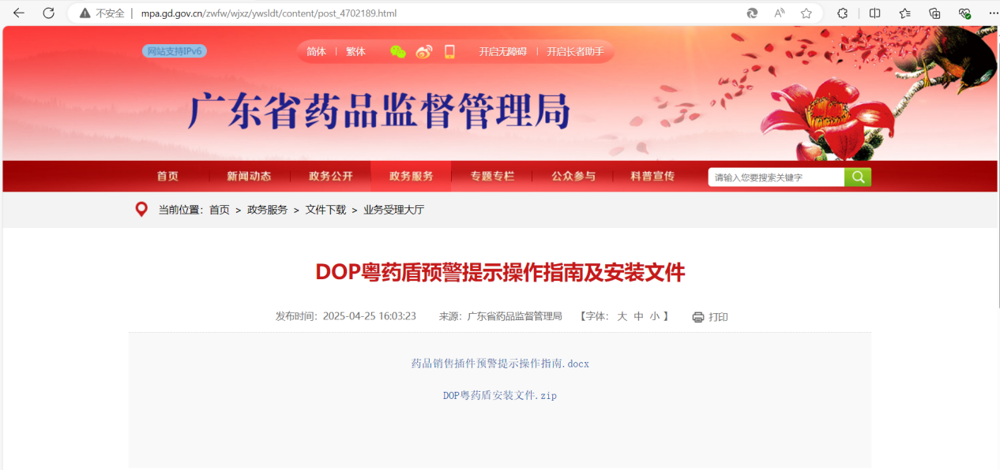 不安全 | mpa.gd.gov.cn/zwfw/wjxz/ywsldt/content/post_4702189.html
网站支持IPv6
简体 | 繁体 开启无障碍 | 开启长者助手
广东省药品监督管理局
首页 新闻动态 政务公开 政务服务 专题专栏 公众参与 科普宣传 请输入您要搜索关键字
当前位置：首页 > 政务服务 > 文件下载 > 业务受理大厅
DOP粤药盾预警提示操作指南及安装文件
发布时间：2025-04-25 16:03:23 来源：广东省药品监督管理局 【字体： 大 中 小 】 打印
药品销售插件预警提示操作指南.docx
DOP粤药盾安装文件.zip